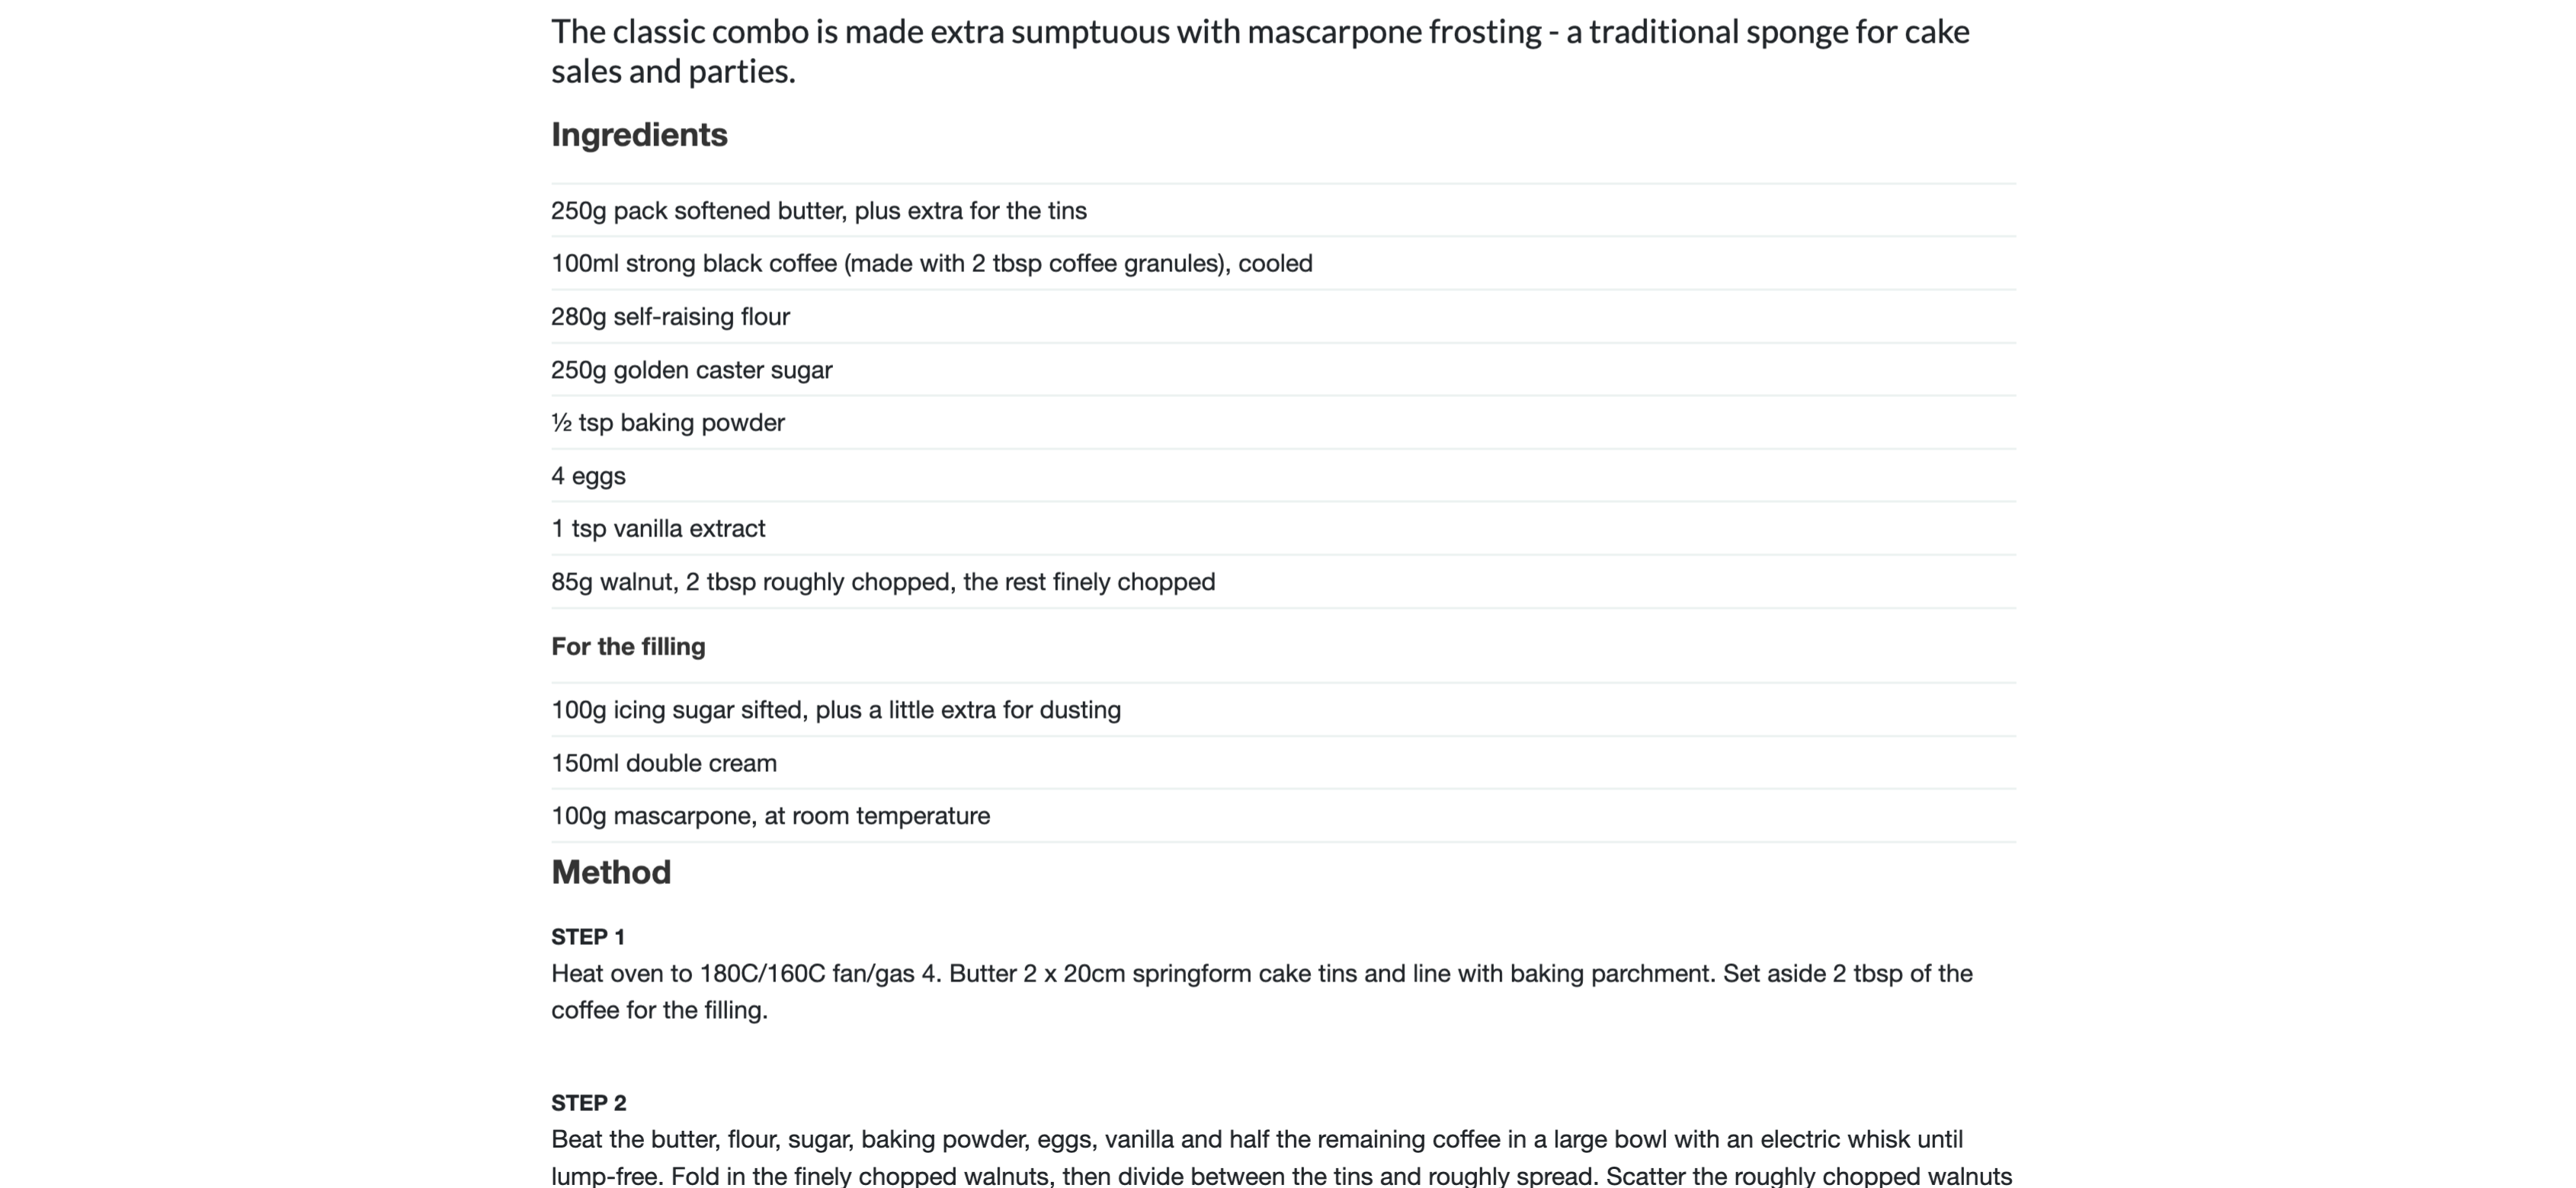 The classic combo is made extra sumptuous with mascarpone frosting - a traditional sponge for cake
sales and parties.
Ingredients
250g pack softened butter, plus extra for the tins
100ml strong black coffee (made with 2 tbsp coffee granules), cooled
280g self-raising flour
250g golden caster sugar
½ tsp baking powder
4 eggs
1 tsp vanilla extract
85g walnut, 2 tbsp roughly chopped, the rest finely chopped
For the filling
100g icing sugar sifted, plus a little extra for dusting
150ml double cream
100g mascarpone, at room temperature
Method
STEP 1
Heat oven to 180C/160C fan/gas 4. Butter 2 x 20cm springform cake tins and line with baking parchment. Set aside 2 tbsp of the
coffee for the filling.
STEP 2
Beat the butter, flour, sugar, baking powder, eggs, vanilla and half the remaining coffee in a large bowl with an electric whisk until
lump-free. Fold in the finely chopped walnuts, then divide between the tins and roughly spread. Scatter the roughly chopped walnuts